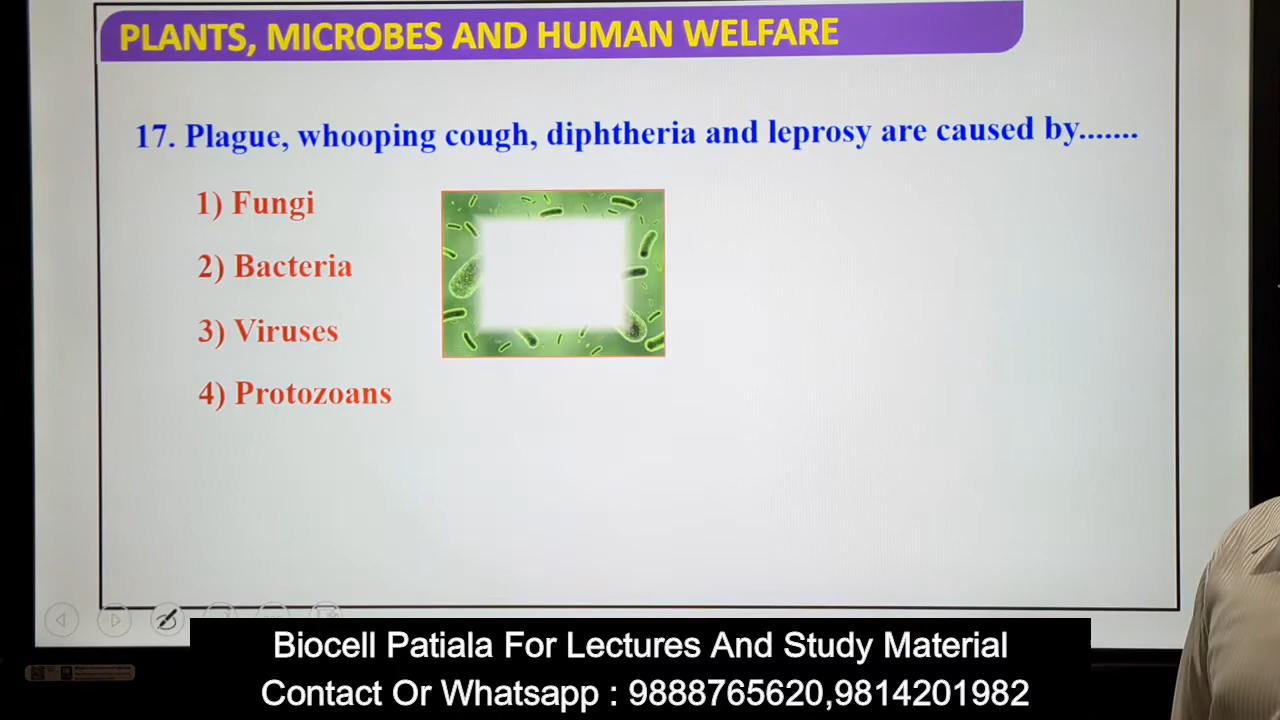 PLANTS, MICROBES AND HUMAN WELFARE
17. Plague, whooping cough, diphtheria and leprosy are caused by.......
1) Fungi
2) Bacteria
3) Viruses
4) Protozoans
Biocell Patiala For Lectures And Study Material
Contact Or Whatsapp : 9888765620,9814201982